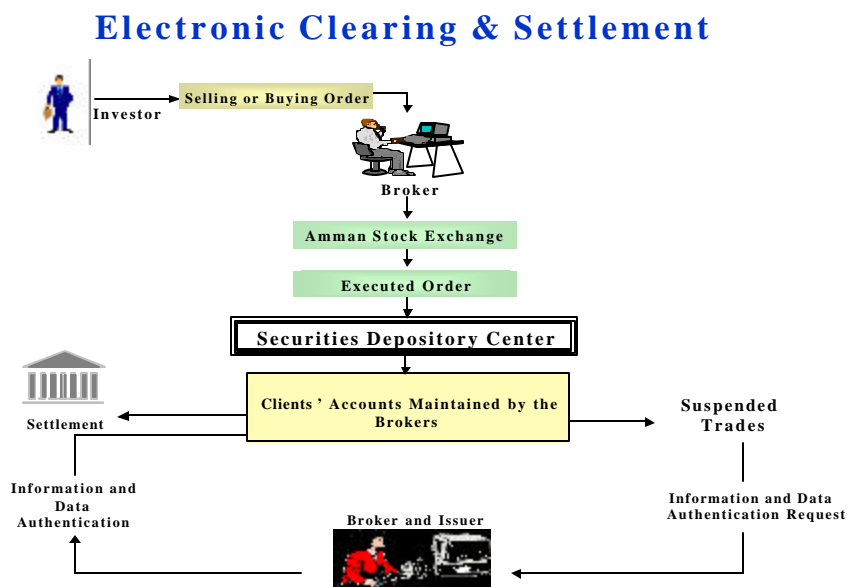 Electronic Clearing & Settlement
Investor
Selling or Buying Order
Broker
Amman Stock Exchange
Executed Order
Securities Depository Center
Clients ’ Accounts Maintained by the
Brokers
Settlement
Suspended
Trades
Information and
Data
Authentication
Information and Data
Authentication Request
Broker and Issuer